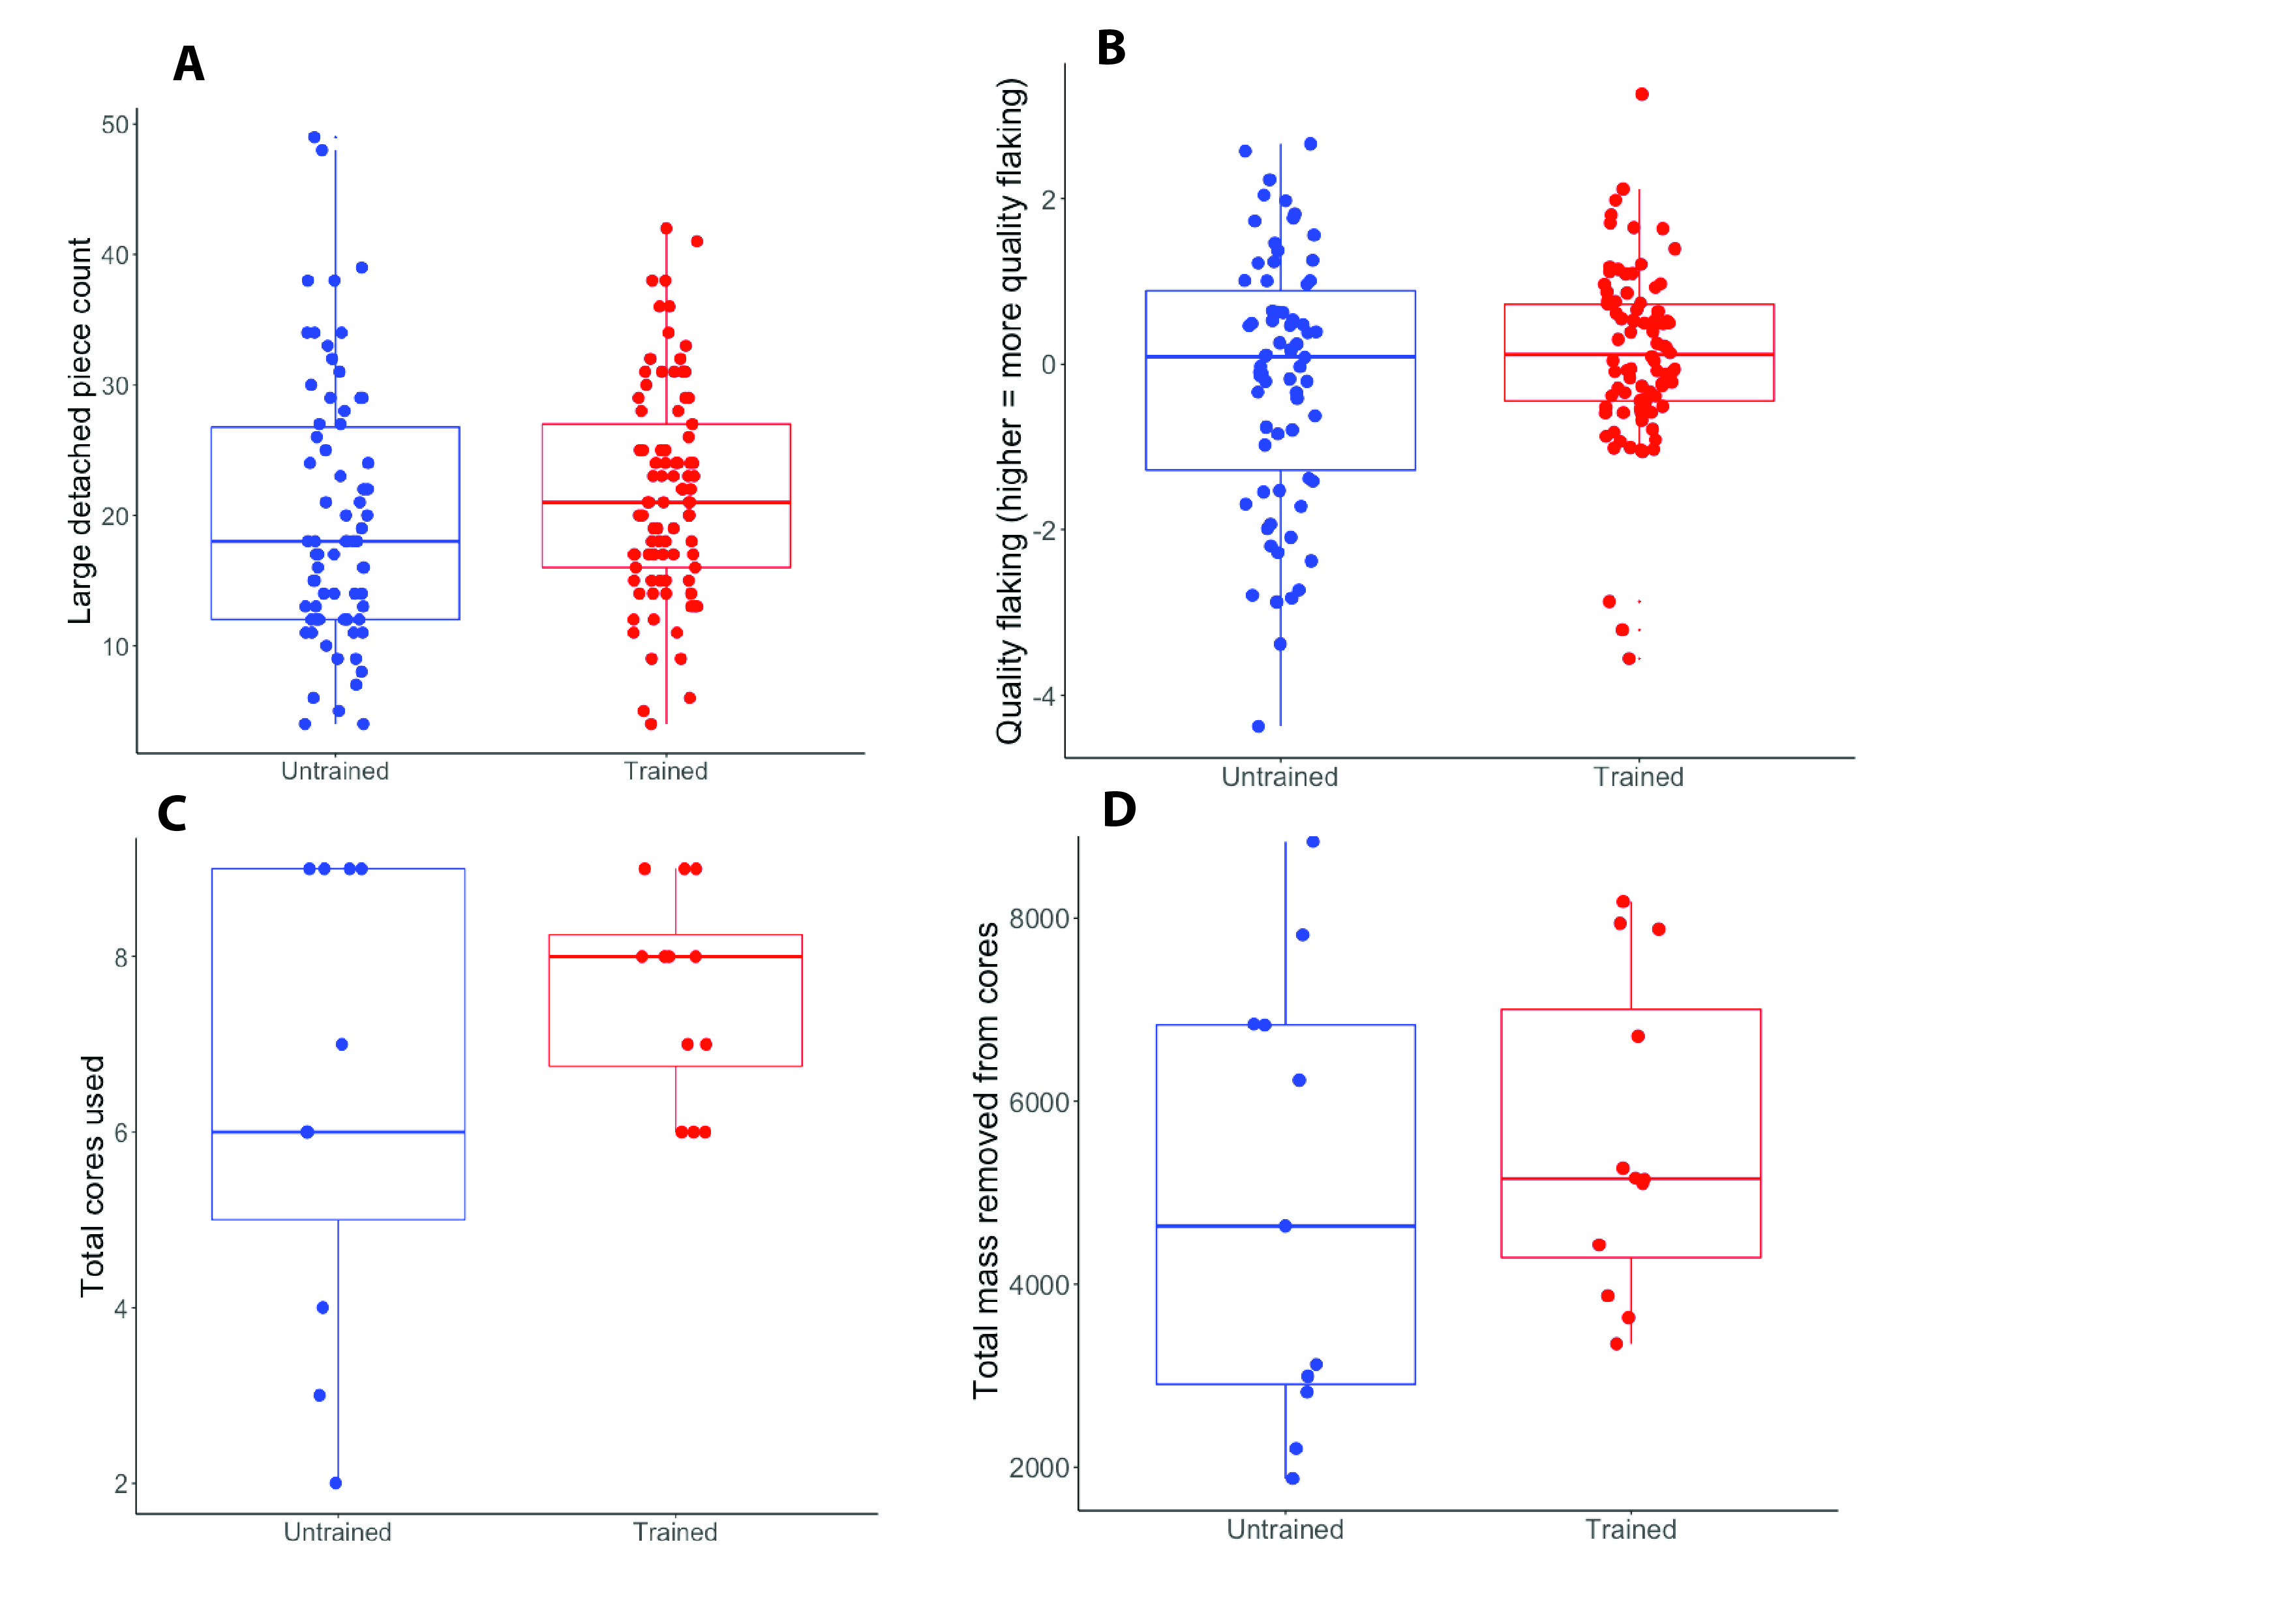 A
Large detached piece count
50
40
30
20
10
Untrained
Trained
B
Quality flaking (higher = more quality flaking)
2
0
-2
-4
Untrained
Trained
C
Total cores used
8
6
4
2
Untrained
Trained
D
Total mass removed from cores
8000
6000
4000
2000
Untrained
Trained